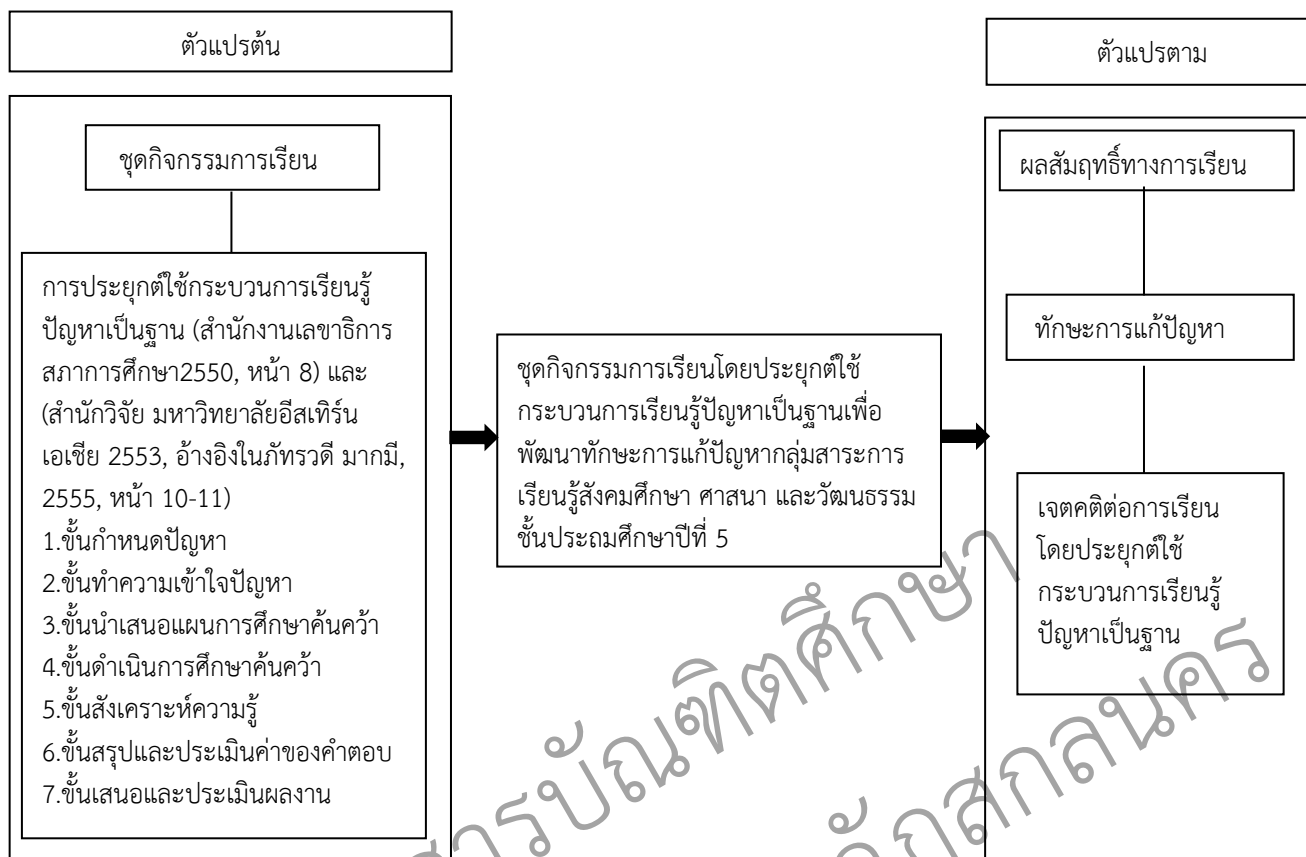 ตัวแปรต้น
ตัวแปรตาม
ชุดกิจกรรมการเรียน
การประยุกต์ใช้กระบวนการเรียนรู้
ปัญหาเป็นฐาน (สำนักงานเลขาธิการ
สภาการศึกษา2550, หน้า 8) และ
(สำนักวิจัย มหาวิทยาลัยอีสเทิร์น
เอเชีย 2553, อ้างอิงในภัทรวดี มากมี,
2555, หน้า 10-11)
1.ขั้นกำหนดปัญหา
2.ขั้นทำความเข้าใจปัญหา
3.ขั้นนำเสนอแผนการศึกษาค้นคว้า
4.ขั้นดำเนินการศึกษาค้นคว้า
5.ขั้นสังเคราะห์ความรู้
6.ขั้นสรุปและประเมินค่าของคำตอบ
7.ขั้นเสนอและประเมินผลงาน
ชุดกิจกรรมการเรียนโดยประยุกต์ใช้
กระบวนการเรียนรู้ปัญหาเป็นฐานเพื่อ
พัฒนาทักษะการแก้ปัญหากลุ่มสาระการ
เรียนรู้สังคมศึกษา ศาสนา และวัฒนธรรม
ชั้นประถมศึกษาปีที่ 5
ผลสัมฤทธิ์ทางการเรียน
ทักษะการแก้ปัญหา
เจตคติต่อการเรียน
โดยประยุกต์ใช้
กระบวนการเรียนรู้
ปัญหาเป็นฐาน
สารบัณฑิตศึกษา
ภัฏสกลนคร